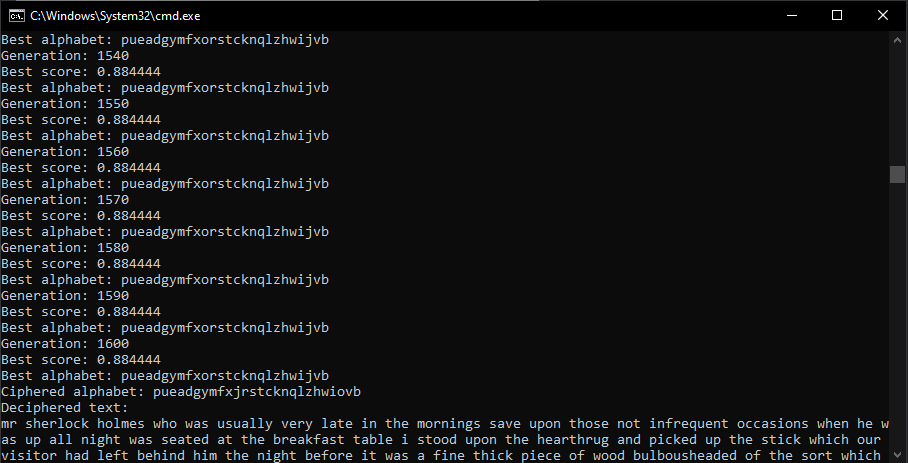 C:\Windows\System32\cmd.exe
Best alphabet: pueadgymfxorstcknqlzhwijvb
Generation: 1540
Best score: 0.884444
Best alphabet: pueadgymfxorstcknqlzhwijvb
Generation: 1550
Best score: 0.884444
Best alphabet: pueadgymfxorstcknqlzhwijvb
Generation: 1560
Best score: 0.884444
Best alphabet: pueadgymfxorstcknqlzhwijvb
Generation: 1570
Best score: 0.884444
Best alphabet: pueadgymfxorstcknqlzhwijvb
Generation: 1580
Best score: 0.884444
Best alphabet: pueadgymfxorstcknqlzhwijvb
Generation: 1590
Best score: 0.884444
Best alphabet: pueadgymfxorstcknqlzhwijvb
Generation: 1600
Best score: 0.884444
Best alphabet: pueadgymfxorstcknqlzhwijvb
Ciphered alphabet: pueadgymfxjrstcknqlzhwiovb
Deciphered text:
mr sherlock holmes who was usually very late in the mornings save upon those not infrequent occasions when he w
as up all night was seated at the breakfast table i stood upon the hearthrug and picked up the stick which our
visitor had left behind him the night before it was a fine thick piece of wood bulbousheaded of the sort which